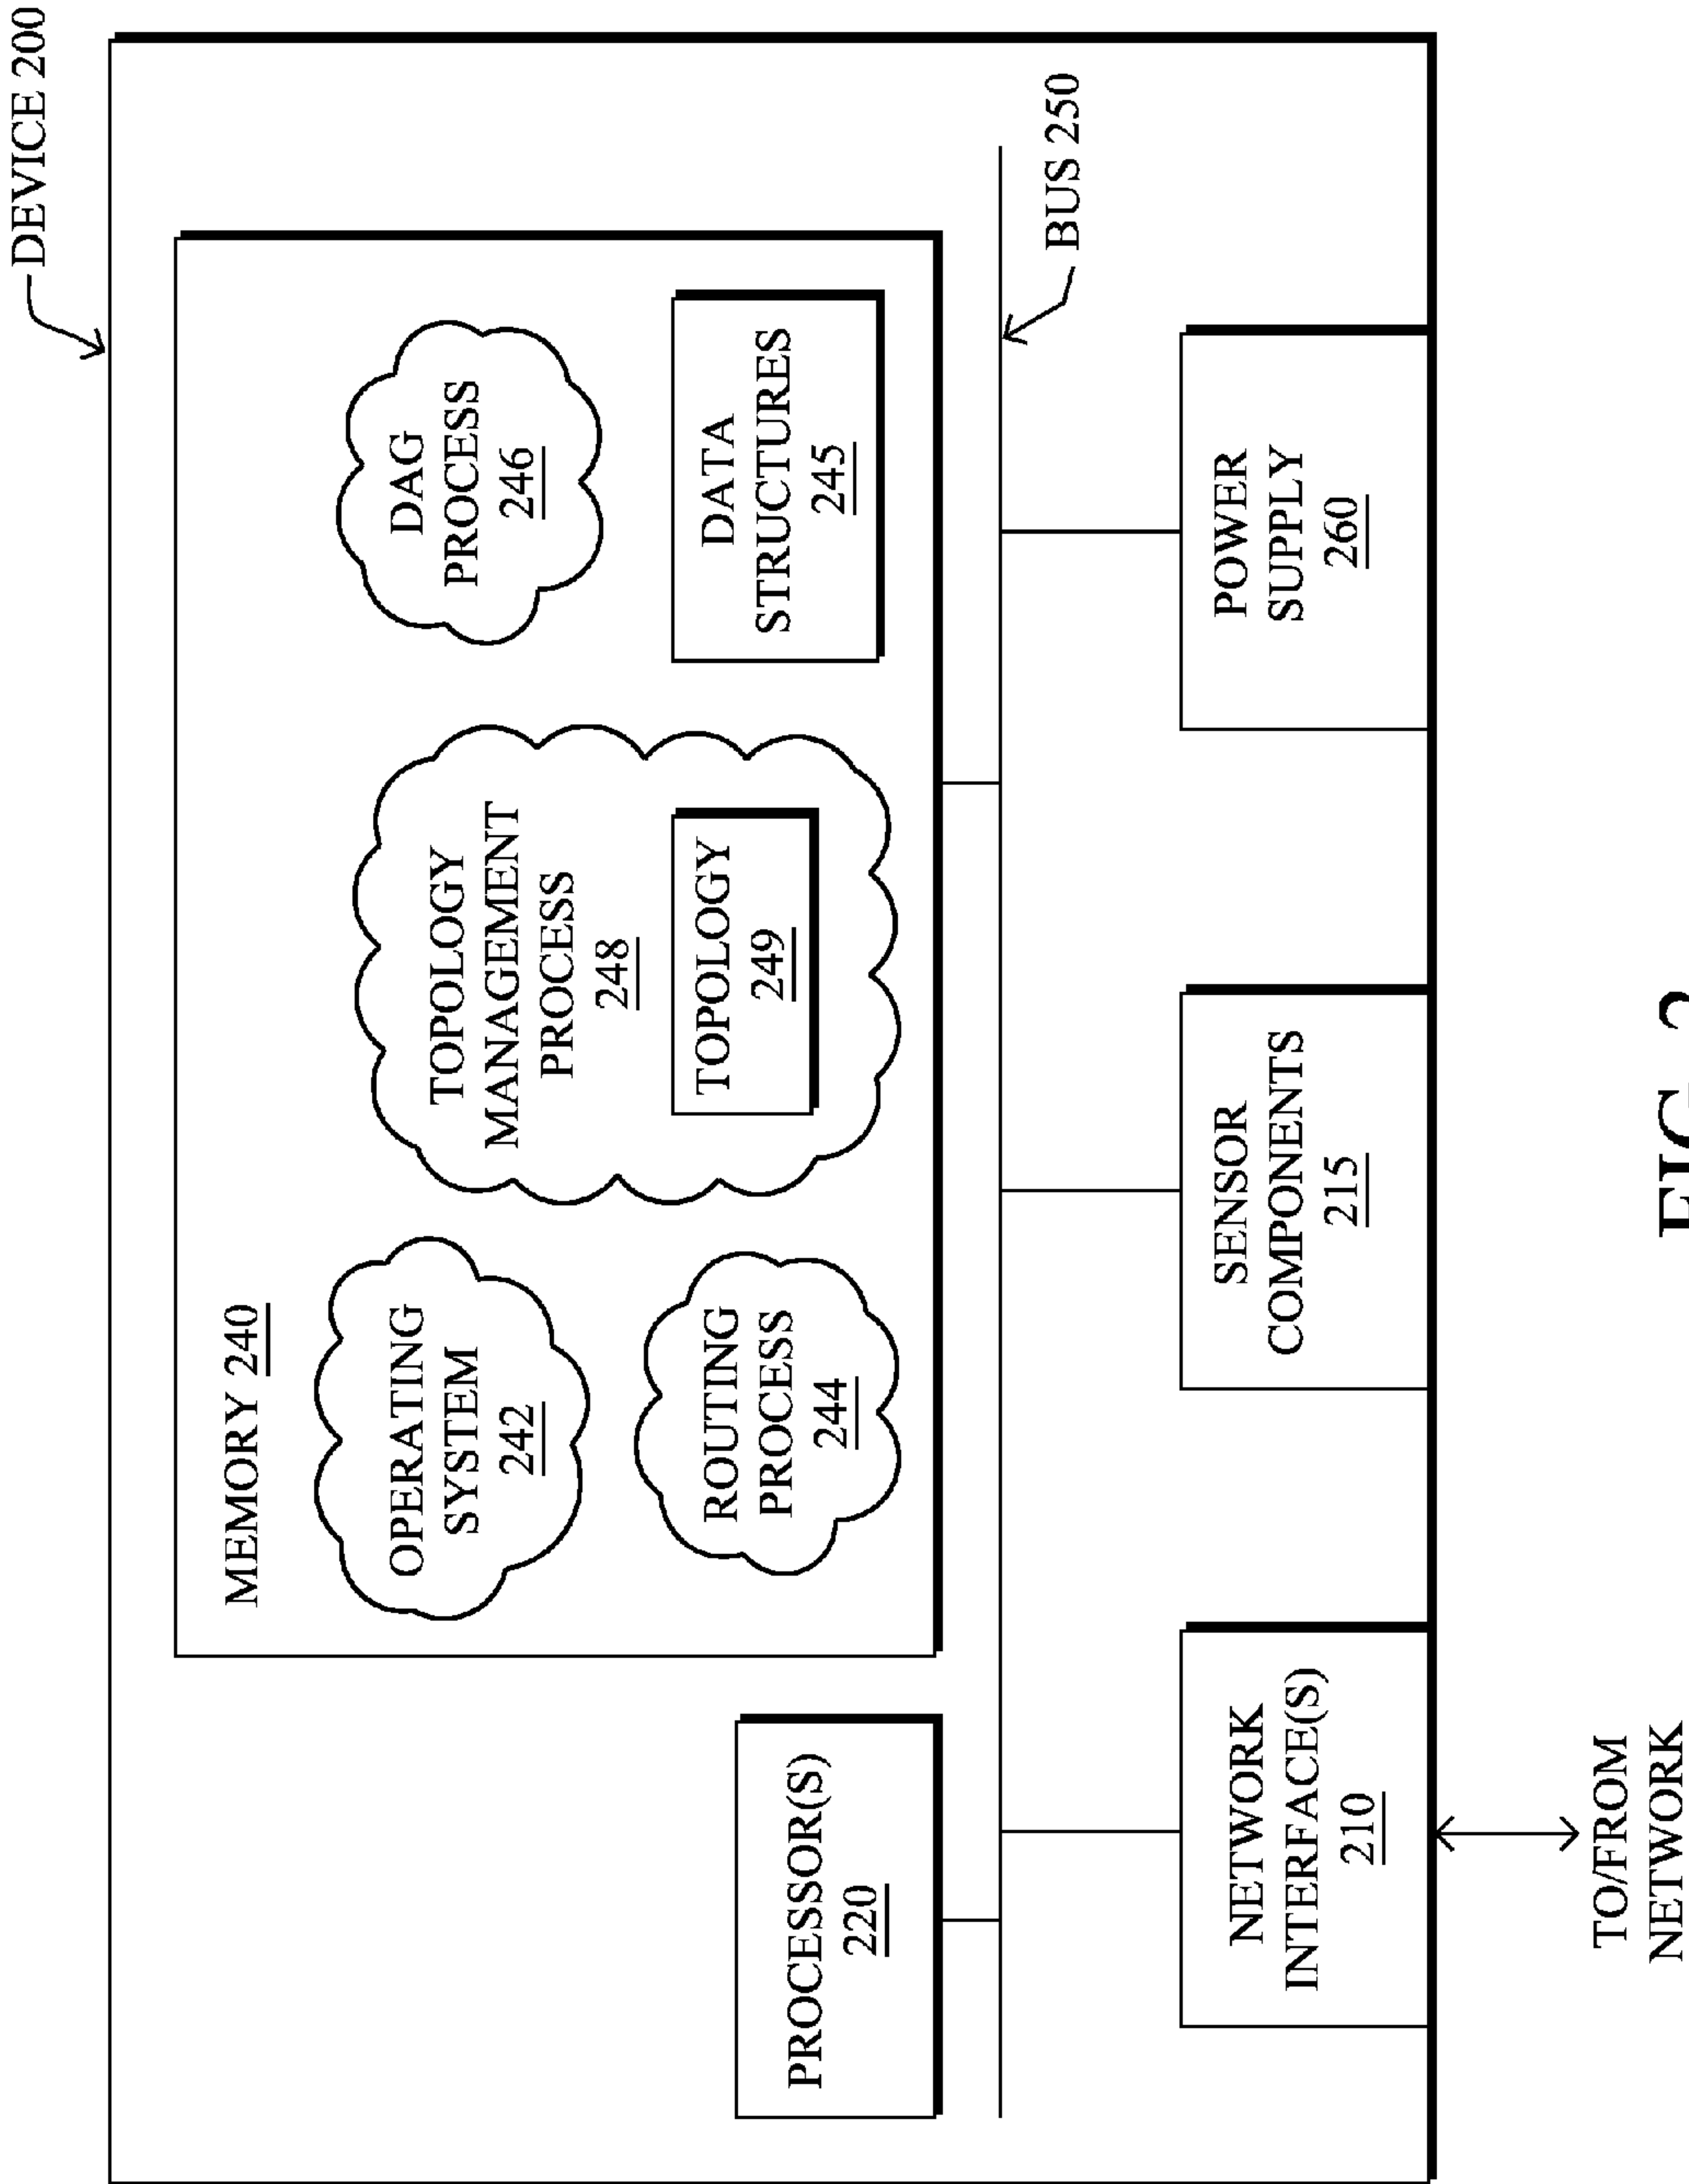 DEVICE 200
MEMORY 240
OPERATING
SYSTEM
242
TOPOLOGY
MANAGEMENT
PROCESS
248
DAG
PROCESS
246
ROUTING
PROCESS
244
TOPOLOGY
249
DATA
STRUCTURES
245
PROCESSOR(S)
220
BUS 250
NETWORK
INTERFACE(S)
210
SENSOR
COMPONENTS
215
POWER
SUPPLY
260
TO/FROM
NETWORK
FIG. 2